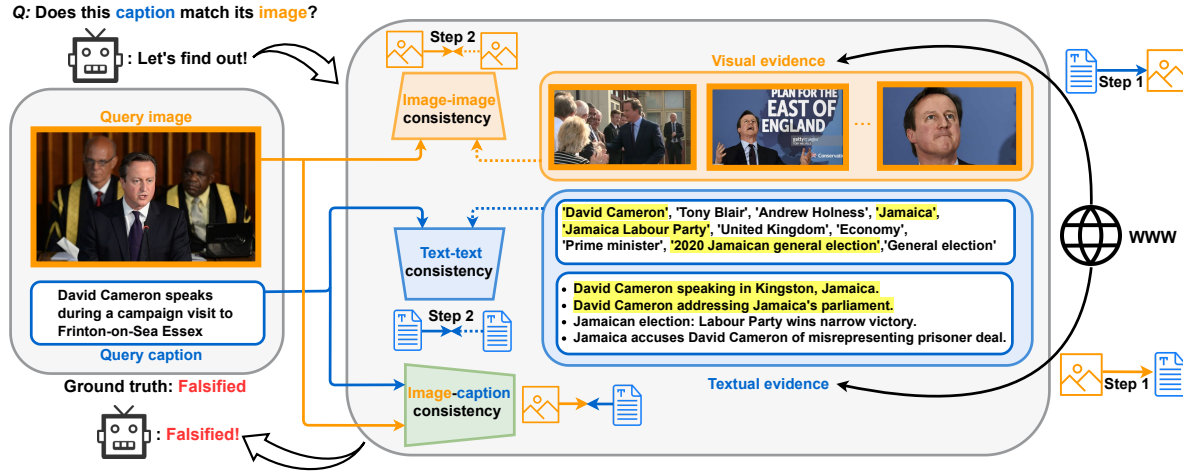 Q: Does this caption match its image?
: Let's find out!
Query image
David Cameron speaks
during a campaign visit to
Frinton-on-Sea Essex
Query caption
Ground truth: Falsified
: Falsified!
Step 2
Image-image
consistency
Text-text
consistency
Step 2
Image-caption
consistency
Visual evidence
PLAN FOR THE
EAST OF
ENGLAND
gettyimages
Conservati
...
'David Cameron', 'Tony Blair', 'Andrew Holness', 'Jamaica',
'Jamaica Labour Party', 'United Kingdom', 'Economy',
'Prime minister', '2020 Jamaican general election','General election'
• David Cameron speaking in Kingston, Jamaica.
• David Cameron addressing Jamaica's parliament.
• Jamaican election: Labour Party wins narrow victory.
• Jamaica accuses David Cameron of misrepresenting prisoner deal.
Textual evidence
T
Step 1
www
Step 1
T
T
T
T